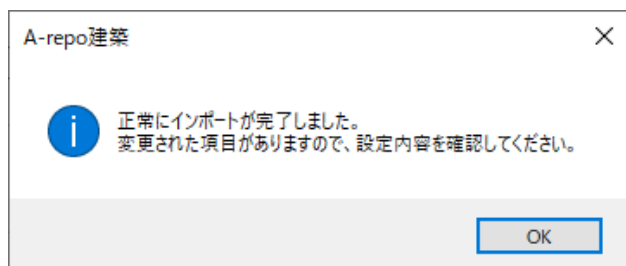 A-repo建築
正常にインポートが完了しました。
変更された項目がありますので、設定内容を確認してください。
OK